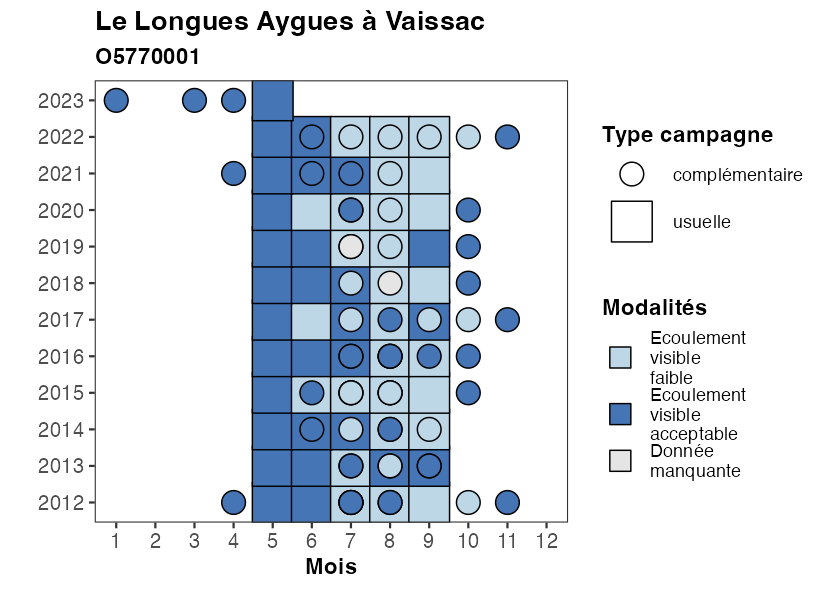 Le Longues Aygues à Vaissac
O5770001
2023
2022
2021
2020
2019
2018
2017
2016
2015
2014
2013
2012
1 2 3 4 5 6 7 8 9 10 11 12
Mois
Type campagne
complémentaire
usuelle
Modalités
Ecoulement
visible
faible
Ecoulement
visible
acceptable
Donnée
manquante